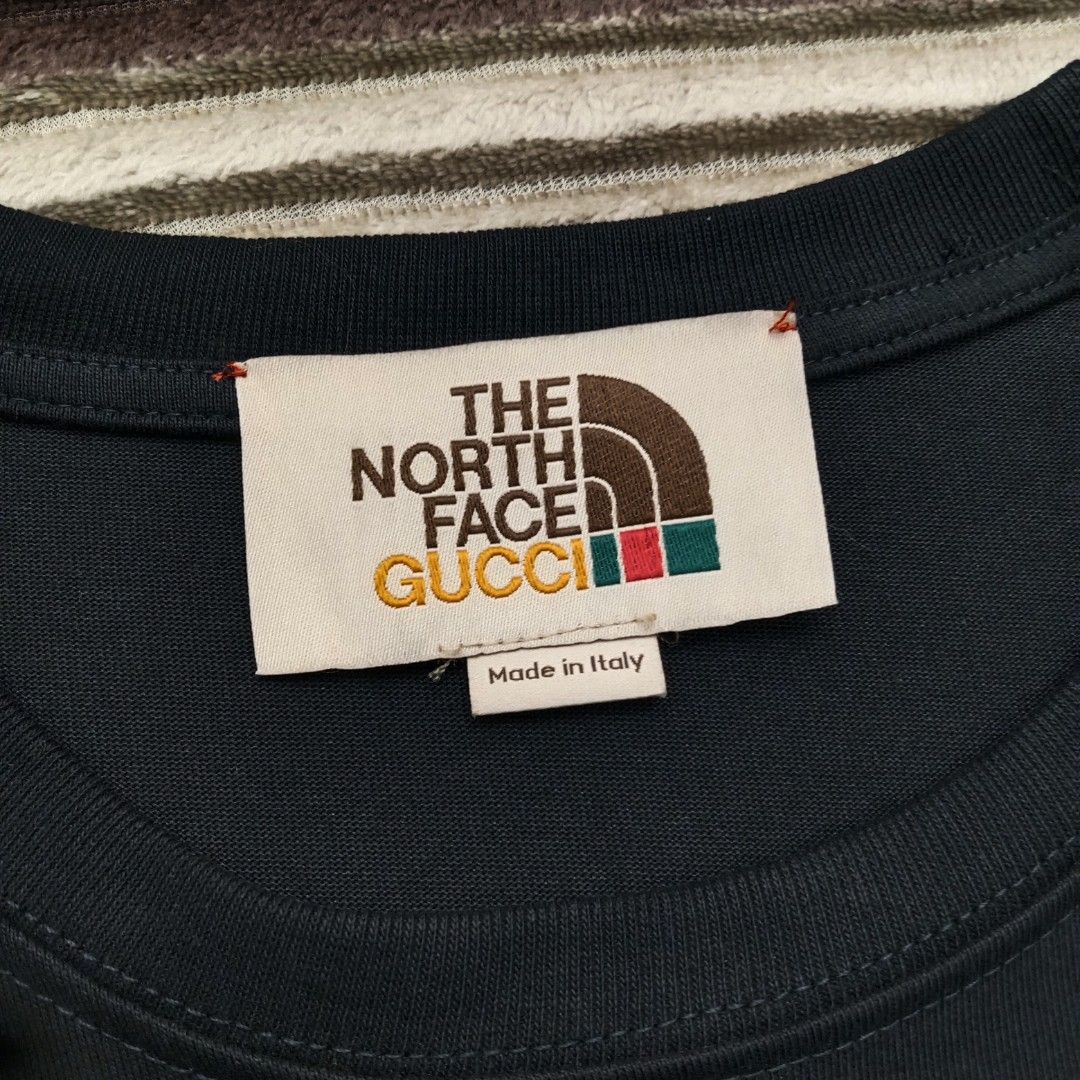 THE
NORTH
FACE
GUCCI
Made in Italy